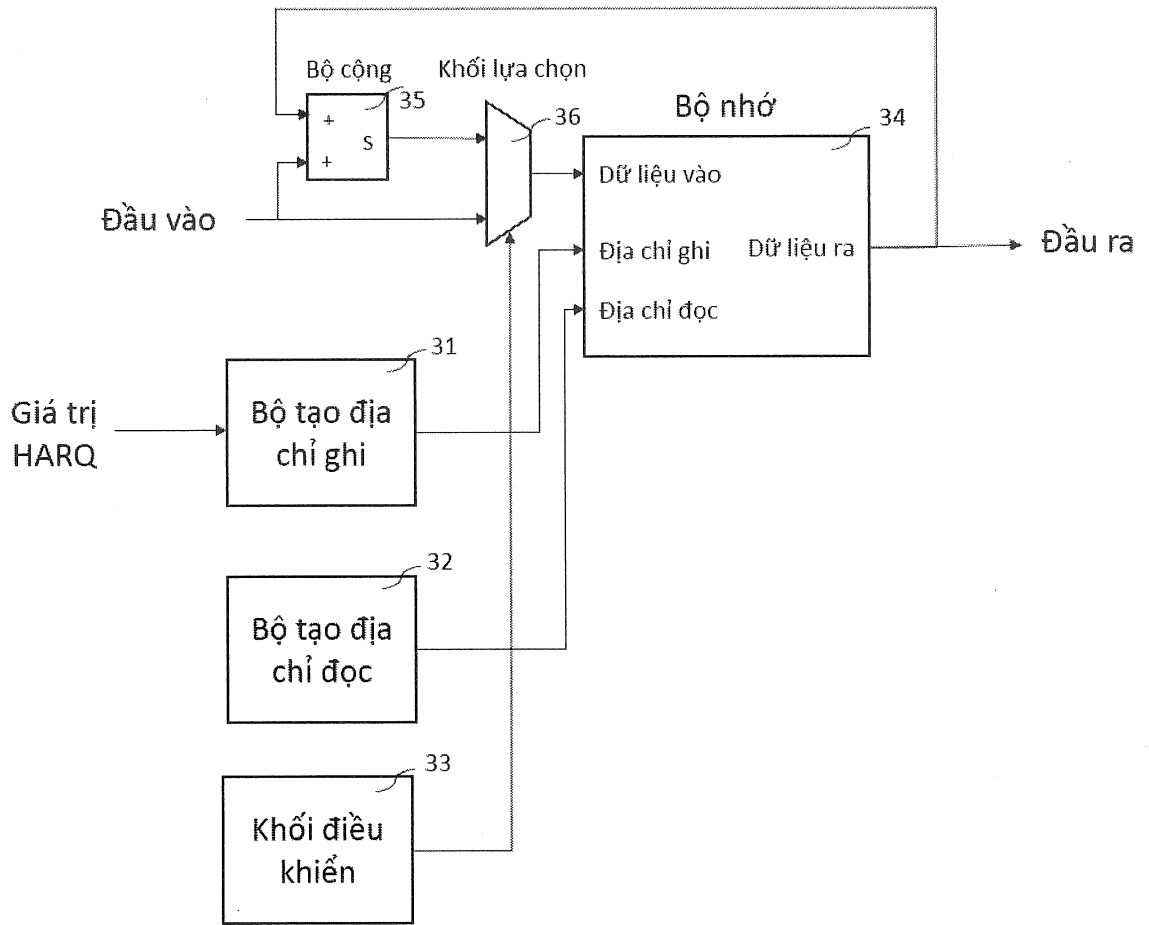 Bộ cộng
Khối lựa chọn
35
36
Bộ nhớ
34
+
S
+
Dữ liệu vào
Đầu vào
Địa chỉ ghi
Dữ liệu ra
Đầu ra
Địa chỉ đọc
31
Giá trị
HARQ
Bộ tạo địa
chỉ ghi
32
Bộ tạo địa
chỉ đọc
33
Khối điều
khiển